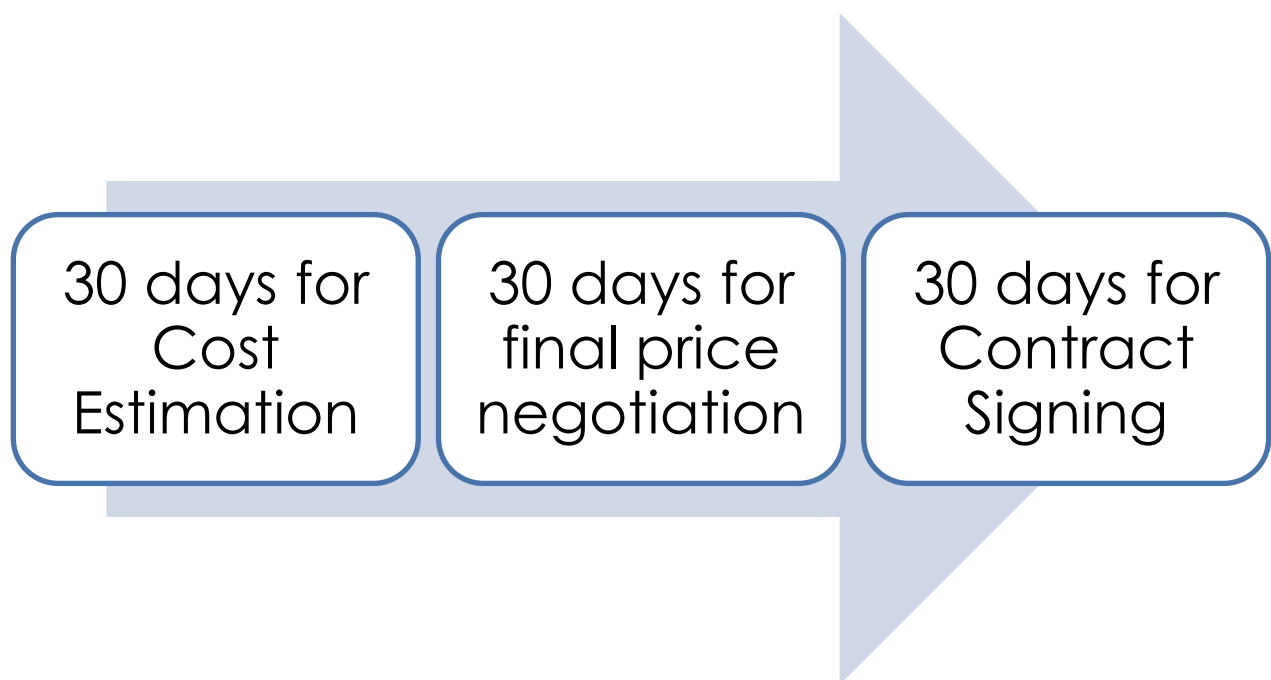 30 days for
Cost
Estimation
30 days for
final price
negotiation
30 days for
Contract
Signing